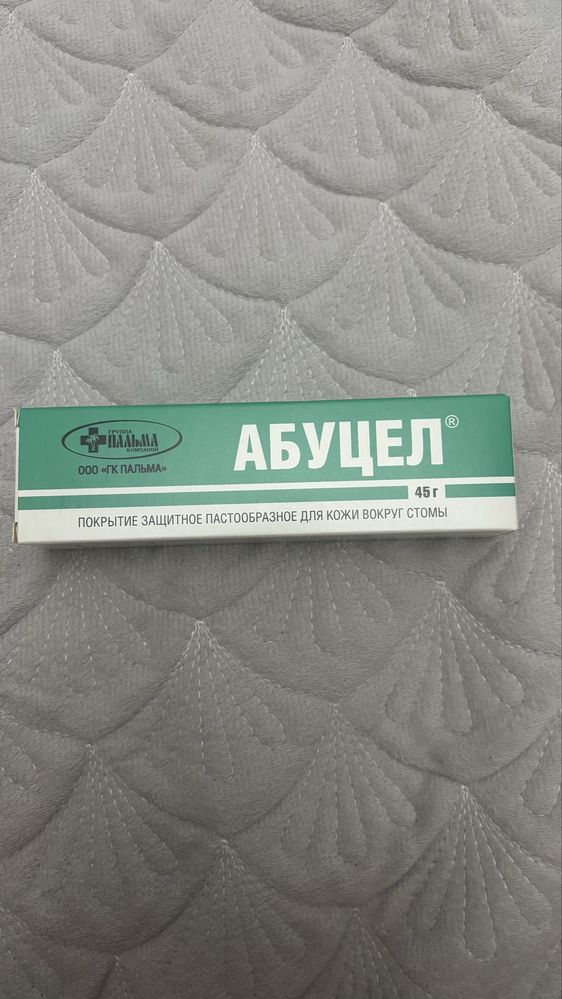 ГРУППА
ПАЛЬМА
КОМПАНИЙ
ООО «ГК ПАЛЬМА»
АБУЦЕЛ®
45 г
ПОКРЫТИЕ ЗАЩИТНОЕ ПАСТООБРАЗНОЕ ДЛЯ КОЖИ ВОКРУГ СТОМЫ